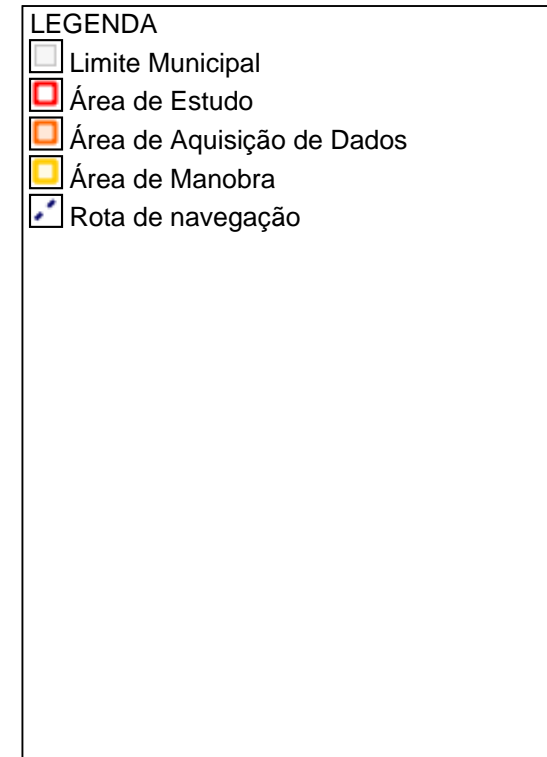 LEGENDA
Limite Municipal
Área de Estudo
Área de Aquisição de Dados
Área de Manobra
Rota de navegação